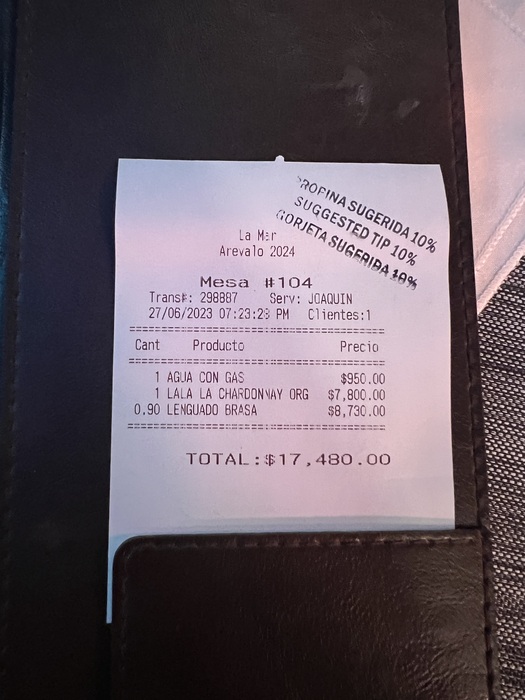 PROPINA SUGERIDA 10%
SUGGESTED TIP 10%
GORJETA SUGERIDA 10%
La Mar
Arevalo 2024
Mesa #104
Trans#: 298887 Serv: JOAQUIN
27/06/2023 07:23:28 PM Clientes:1
Cant Producto Precio
1 AGUA CON GAS $950.00
1 LALA LA CHARDONNAY ORG $7,800.00
0.90 LENGUADO BRASA $8,730.00
TOTAL:$17,480.00